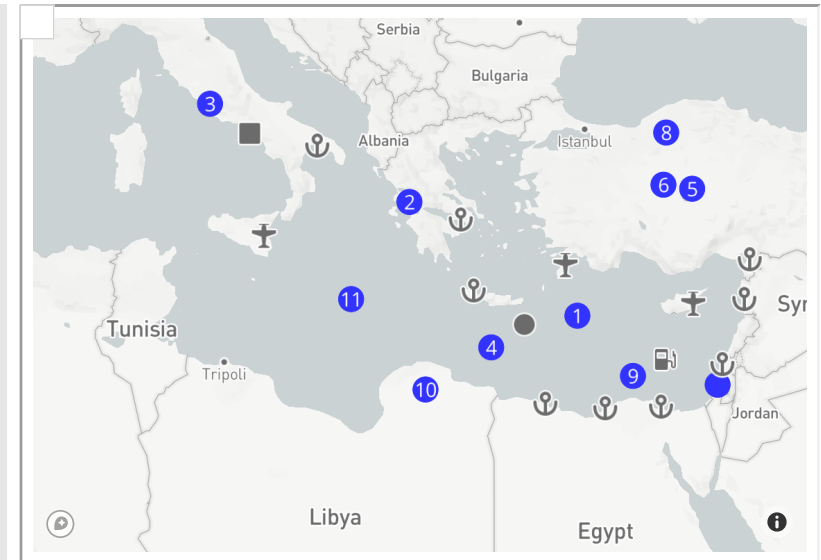 Serbia
Bulgaria
3
Albania
Istanbul
8
2
6
5
11
1
Tunisia
4
Tripoli
9
10
Jordan
Libya
Egypt
i